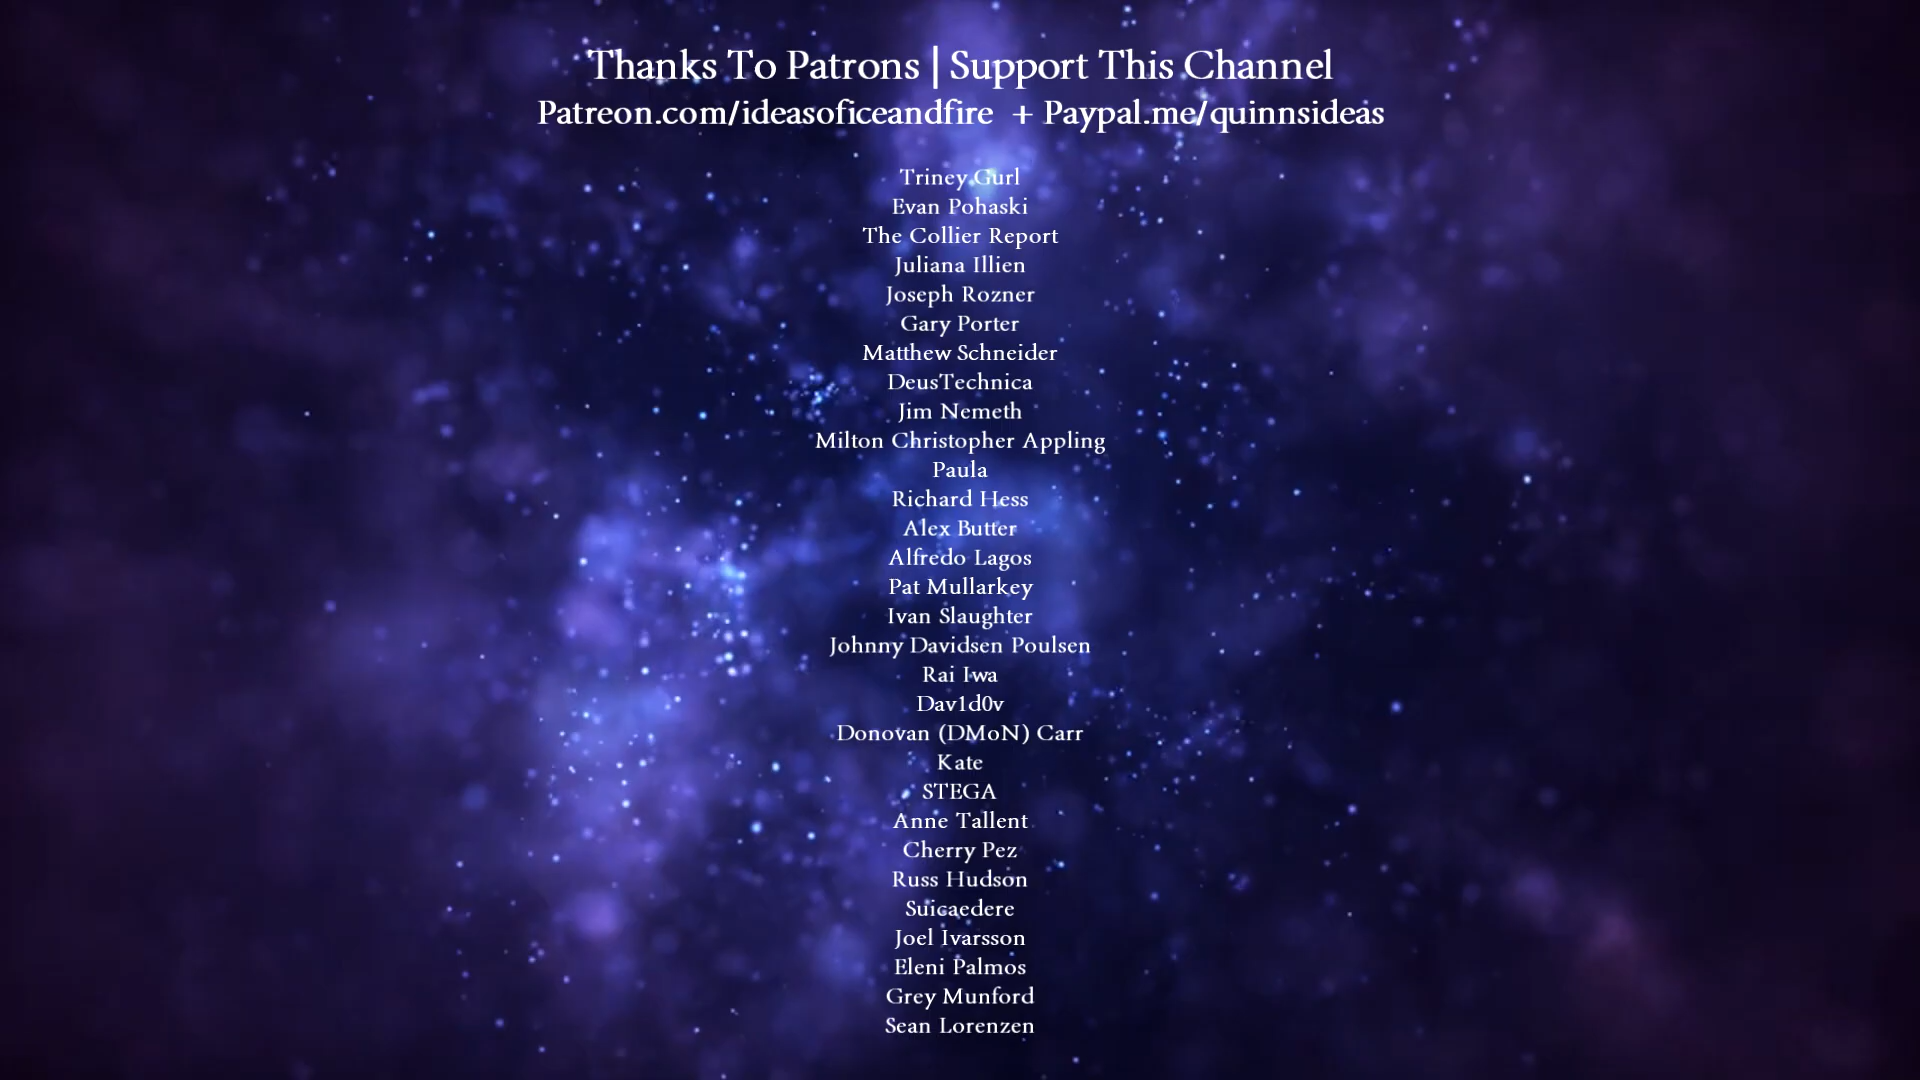 Thanks To Patrons | Support This Channel
Patreon.com/ideasoficeandfire + Paypal.me/quinnsideas
Triney Gurl
Evan Pohaski
The Collier Report
Juliana Illien
Joseph Rozner
Gary Porter
Matthew Schneider
DeusTechnica
Jim Nemeth
Milton Christopher Appling
Paula
Richard Hess
Alex Butter
Alfredo Lagos
Pat Mullarkey
Ivan Slaughter
Johnny Davidsen Poulsen
Rai Iwa
Dav1d0v
Donovan (DMoN) Carr
Kate
STEGA
Anne Tallent
Cherry Pez
Russ Hudson
Suicaedere
Joel Ivarsson
Eleni Palmos
Grey Munford
Sean Lorenzen